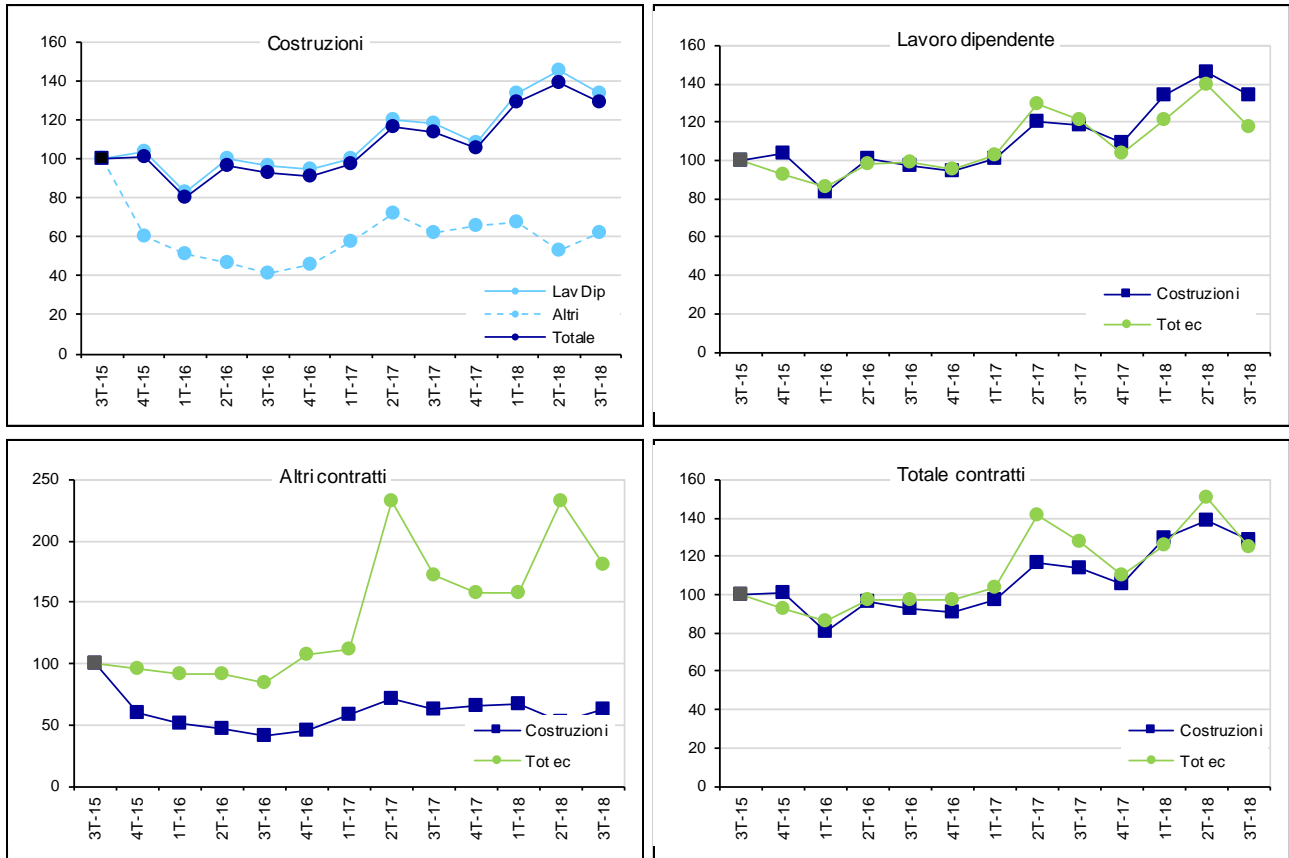 Costruzioni
160
140
120
100
80
60
40
20
0
Lav Dip
Altri
Totale
3T-15
4T-15
1T-16
2T-16
3T-16
4T-16
1T-17
2T-17
3T-17
4T-17
1T-18
2T-18
3T-18
Lavoro dipendente
160
140
120
100
80
60
40
20
0
Costruzioni
Tot ec
3T-15
4T-15
1T-16
2T-16
3T-16
4T-16
1T-17
2T-17
3T-17
4T-17
1T-18
2T-18
3T-18
Altri contratti
250
200
150
100
50
0
Costruzioni
Tot ec
3T-15
4T-15
1T-16
2T-16
3T-16
4T-16
1T-17
2T-17
3T-17
4T-17
1T-18
2T-18
3T-18
Totale contratti
160
140
120
100
80
60
40
20
0
Costruzioni
Tot ec
3T-15
4T-15
1T-16
2T-16
3T-16
4T-16
1T-17
2T-17
3T-17
4T-17
1T-18
2T-18
3T-18